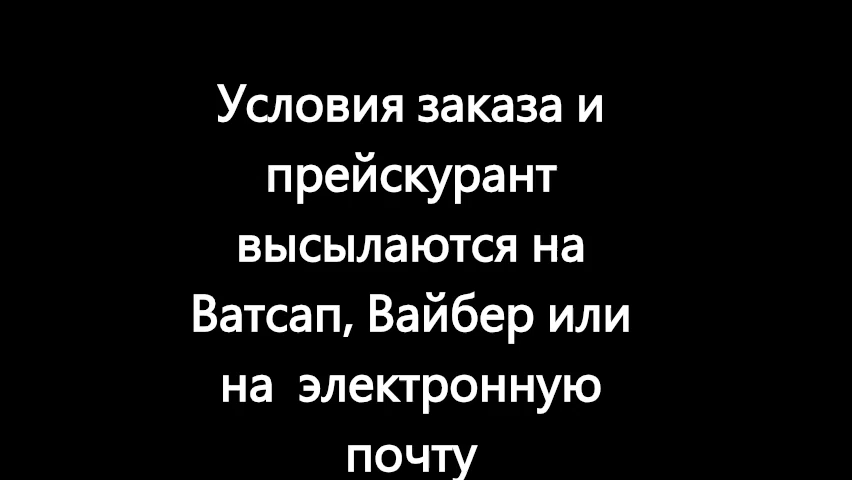 Условия заказа и
прейскурант
высылаются на
Ватсап, Вайбер или
на  электронную
почту